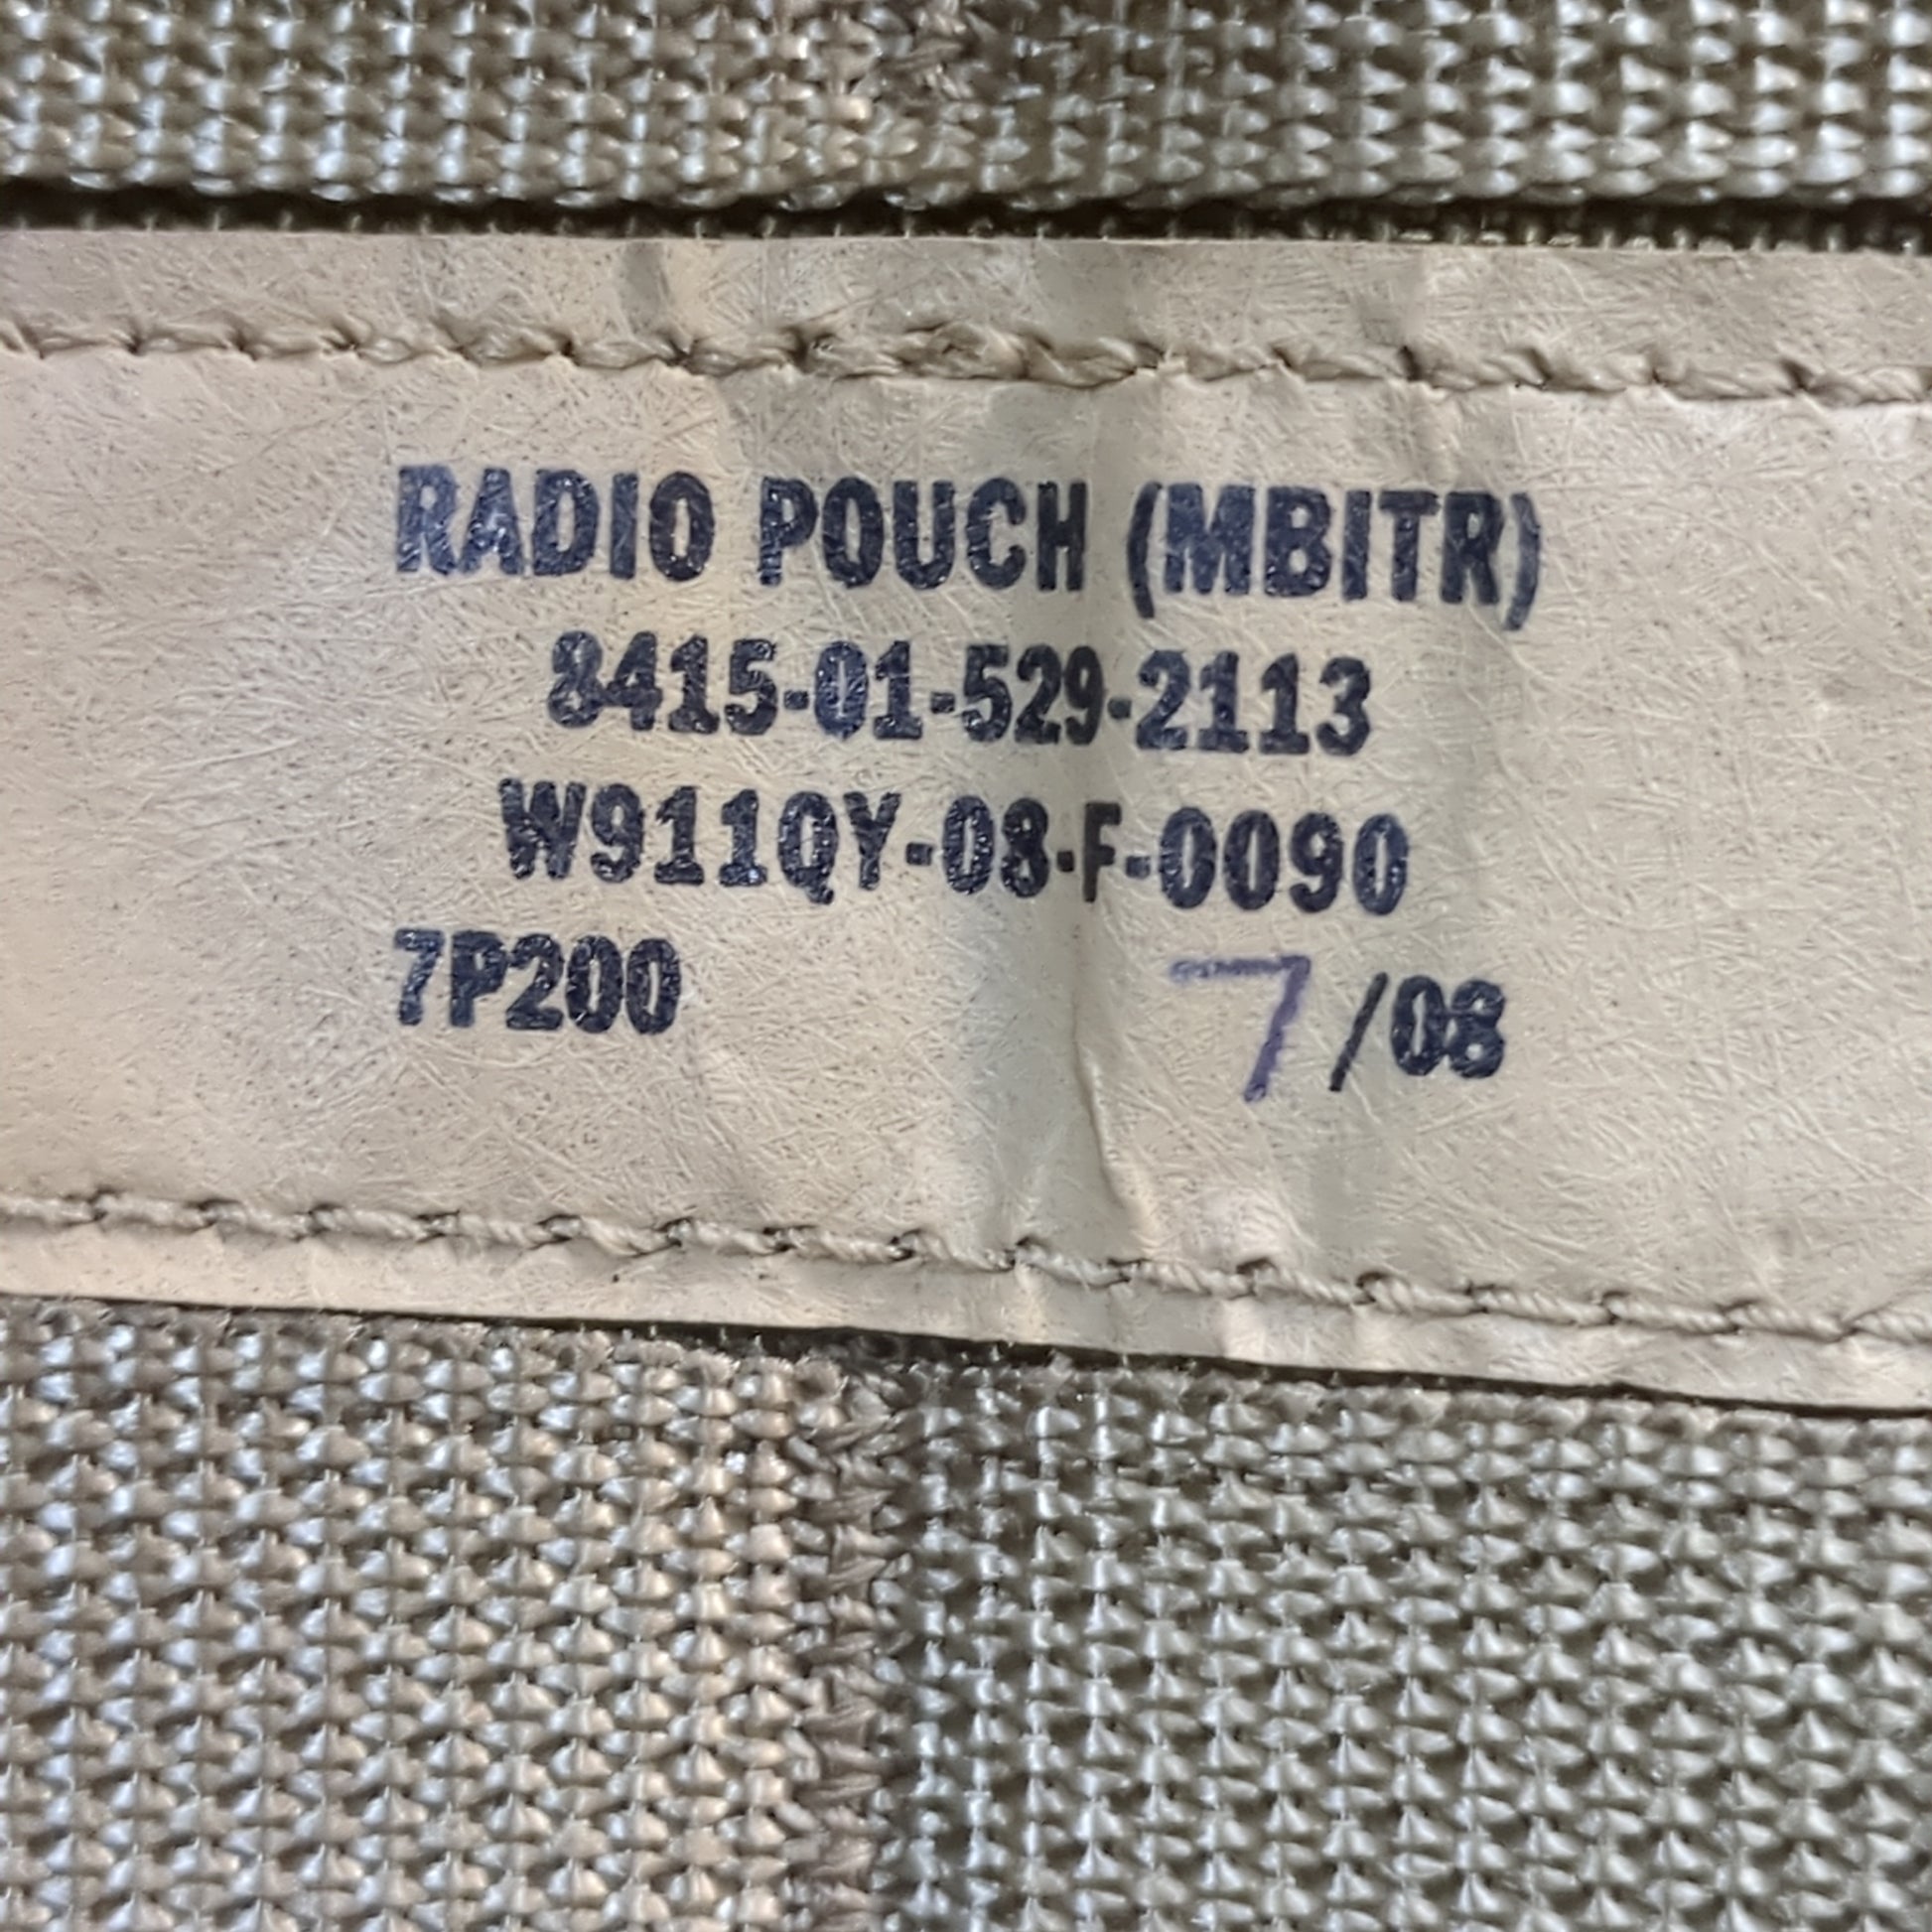 RADIO POUCH (MBITR)
8415-01-529-2113
W911QY-08-F-0090
7P200 7/08